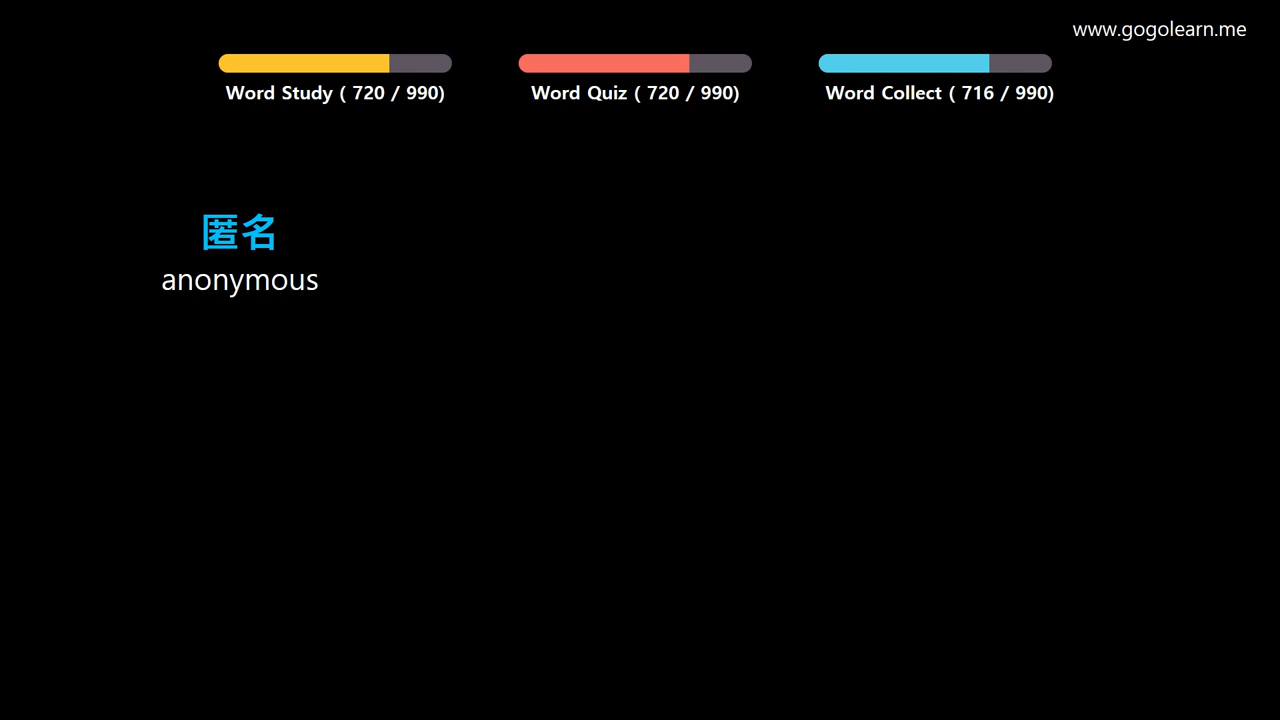 www.gogolearn.me
Word Study ( 720 / 990)
Word Quiz ( 720 / 990)
Word Collect ( 716 / 990)
匿名
anonymous